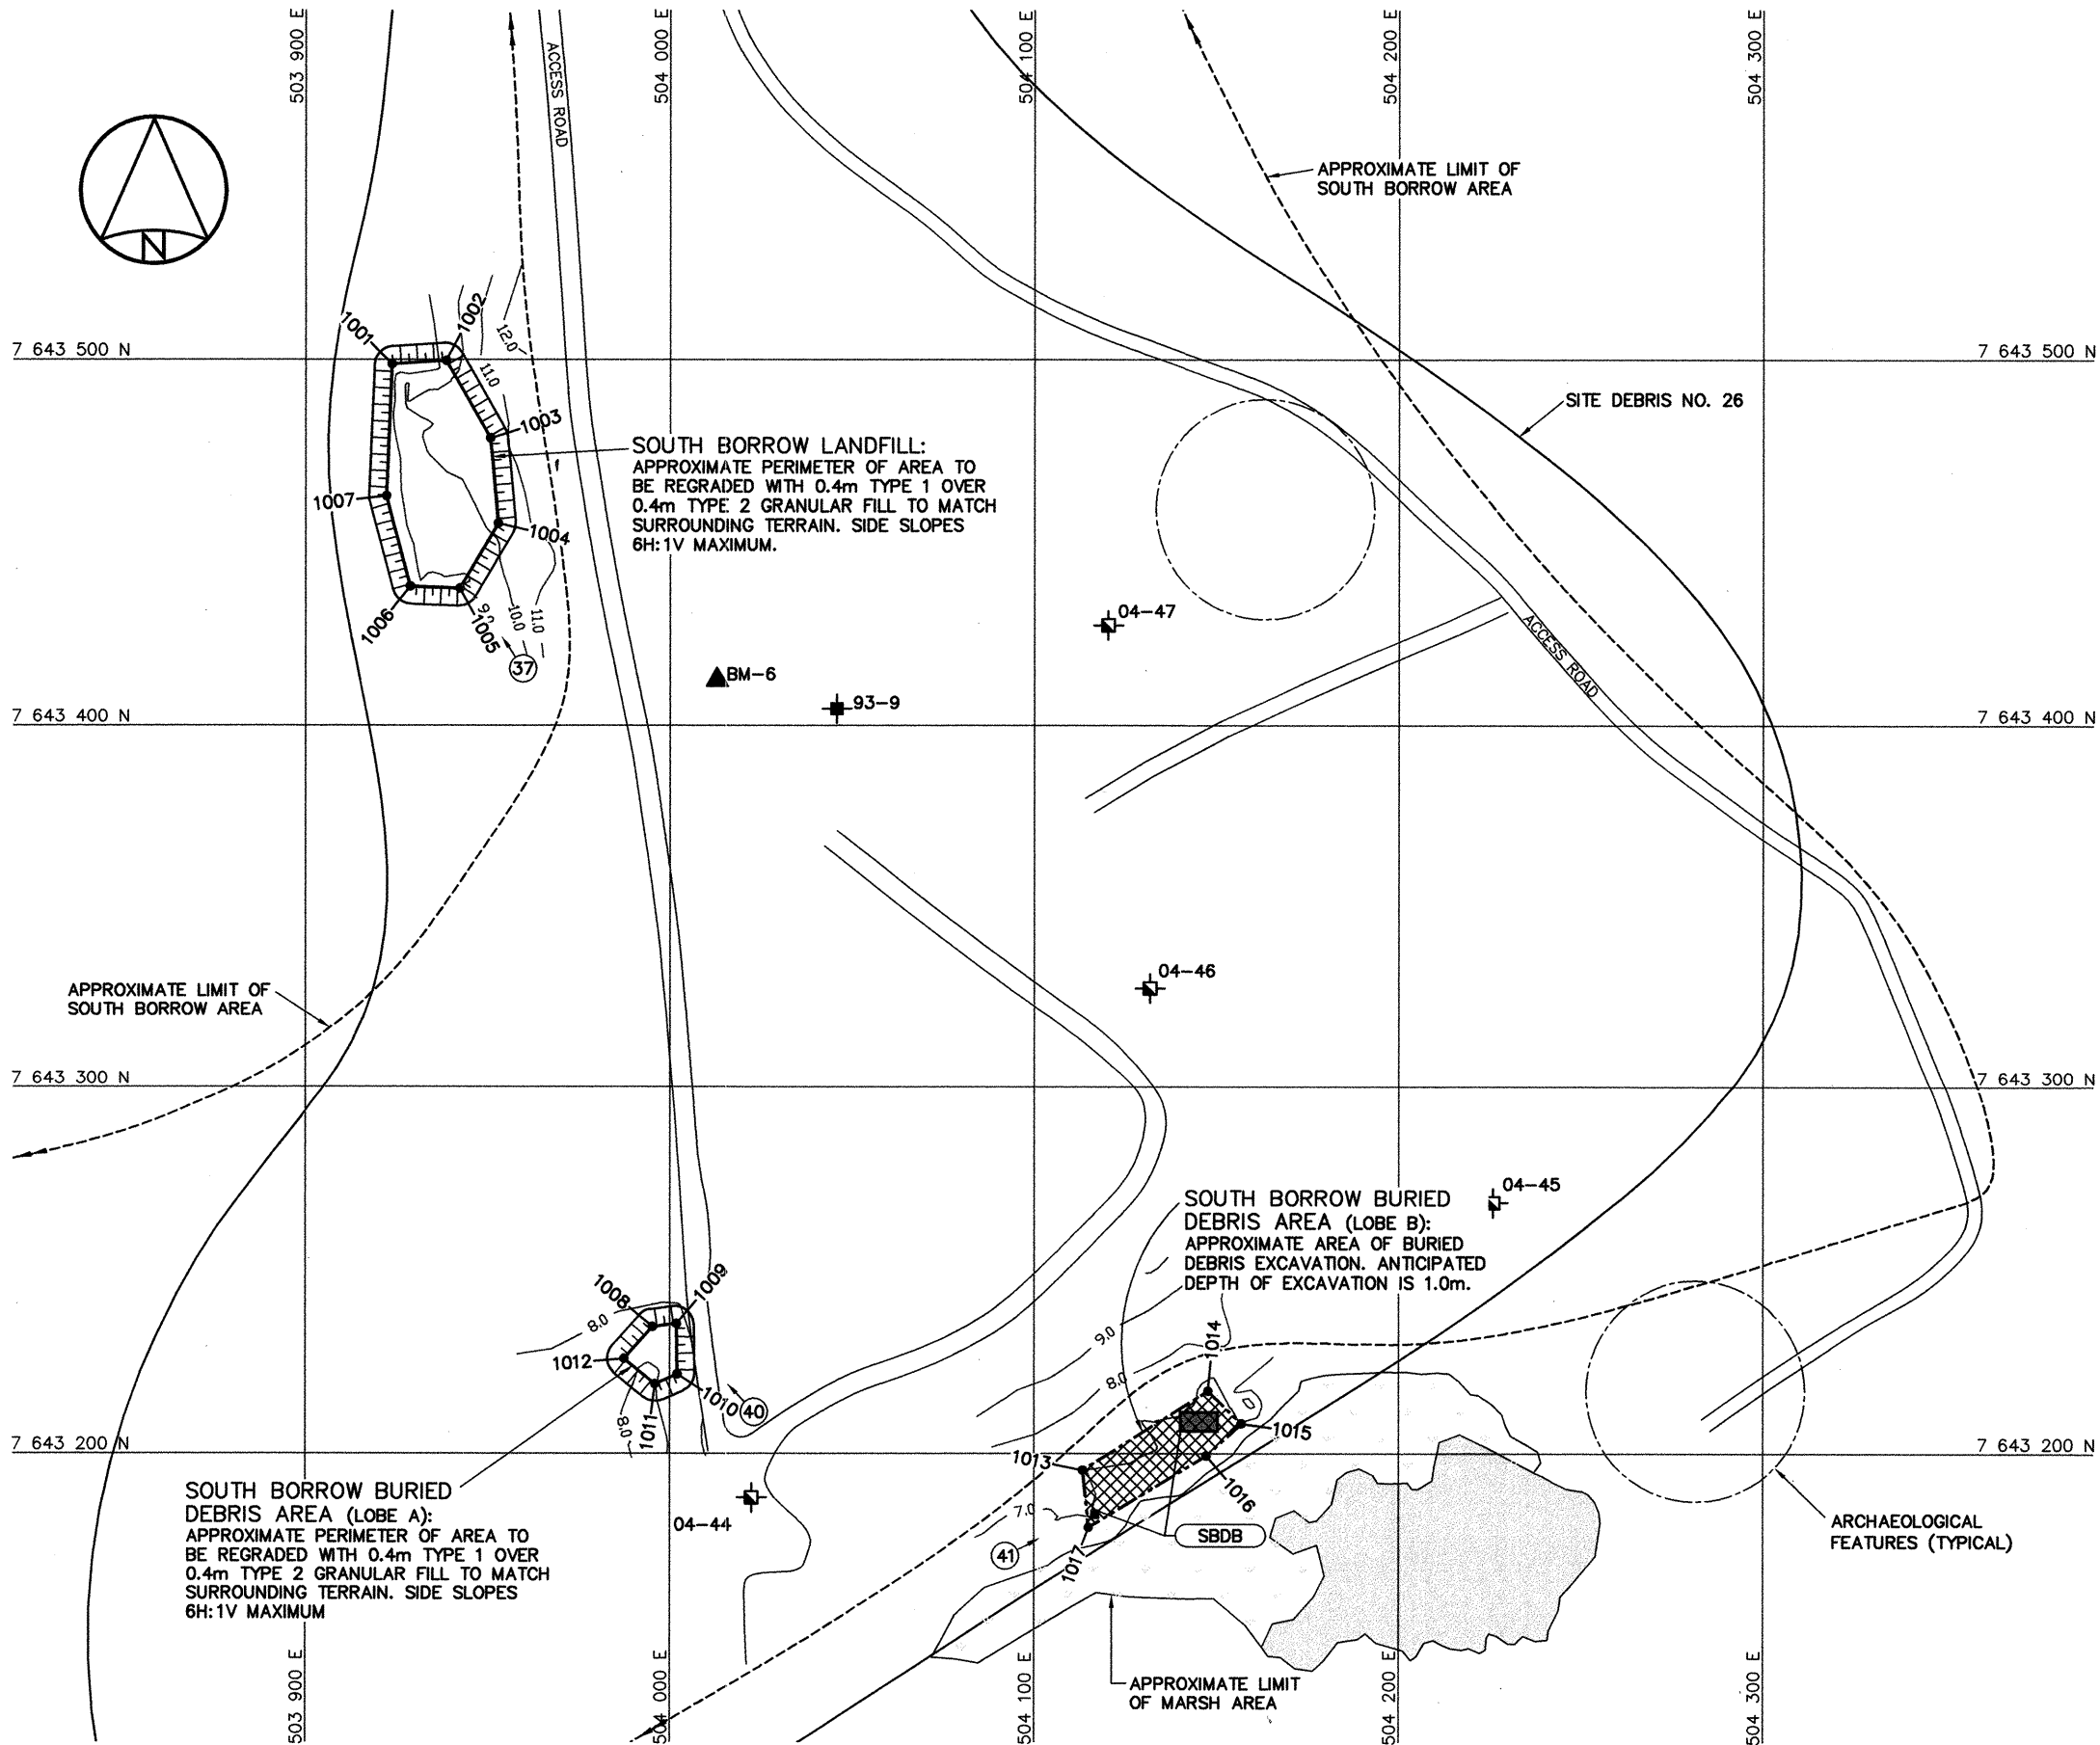 503 900 E
504 000 E
504 100 E
504 200 E
504 300 E
ACCESS ROAD
N
APPROXIMATE LIMIT OF
SOUTH BORROW AREA
1001
1002
12.0
11.0
7 643 500 N
7 643 500 N
SITE DEBRIS NO. 26
1003
SOUTH BORROW LANDFILL:
APPROXIMATE PERIMETER OF AREA TO
BE REGRADED WITH 0.4m TYPE 1 OVER
0.4m TYPE 2 GRANULAR FILL TO MATCH
SURROUNDING TERRAIN. SIDE SLOPES
6H:1V MAXIMUM.
1007
1004
1006
9.0
1005
10.0
11.0
37
04-47
ACCESS ROAD
BM-6
93-9
7 643 400 N
7 643 400 N
04-46
APPROXIMATE LIMIT OF
SOUTH BORROW AREA
7 643 300 N
7 643 300 N
04-45
SOUTH BORROW BURIED
DEBRIS AREA (LOBE B):
APPROXIMATE AREA OF BURIED
DEBRIS EXCAVATION. ANTICIPATED
DEPTH OF EXCAVATION IS 1.0m.
1008
1009
8.0
1012
1010
1011
8.0
40
9.0
8.0
1014
1015
7 643 200 N
7 643 200 N
1013
1016
7.0
SBDB
41
1017
SOUTH BORROW BURIED
DEBRIS AREA (LOBE A):
APPROXIMATE PERIMETER OF AREA TO
BE REGRADED WITH 0.4m TYPE 1 OVER
0.4m TYPE 2 GRANULAR FILL TO MATCH
SURROUNDING TERRAIN. SIDE SLOPES
6H:1V MAXIMUM
04-44
ARCHAEOLOGICAL
FEATURES (TYPICAL)
APPROXIMATE LIMIT
OF MARSH AREA
503 900 E
504 000 E
504 100 E
504 200 E
504 300 E